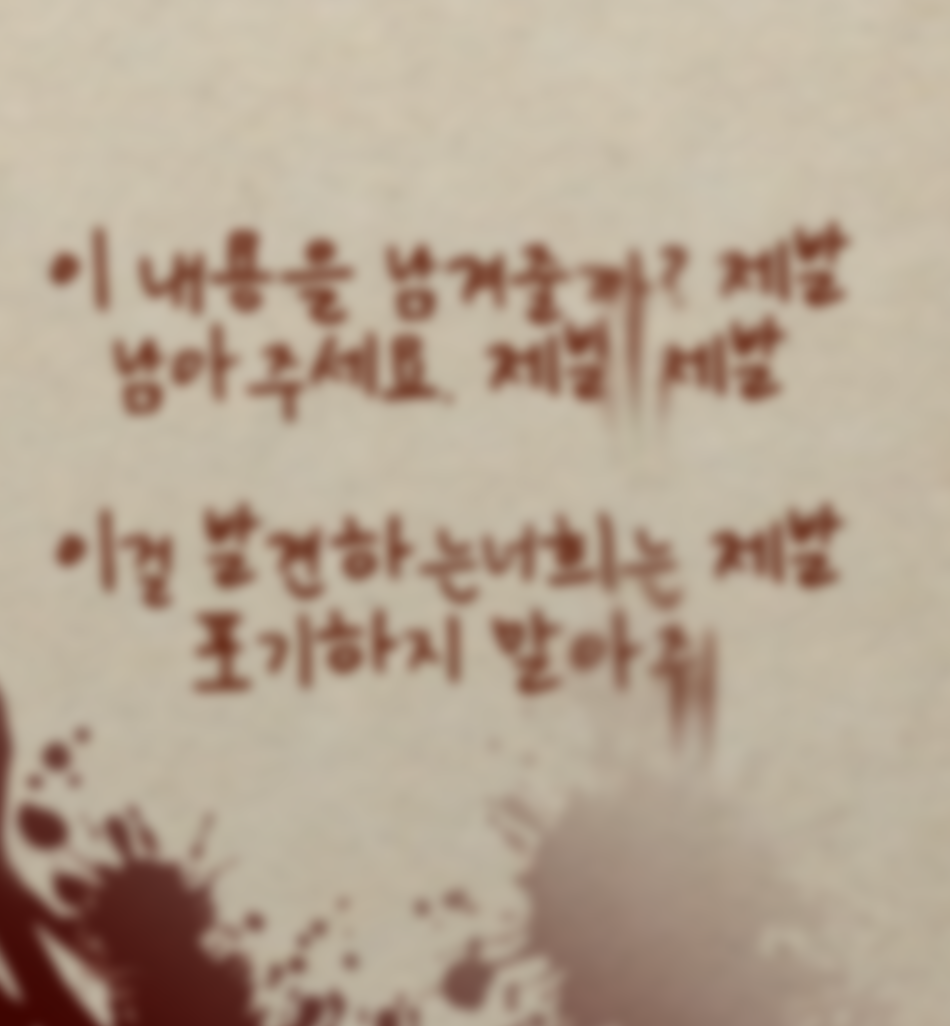 이 내용을 남겨줄까? 제발
남아 주세요. 제발 제발
이걸 발견하는너희는 제발
포기하지 말아줘